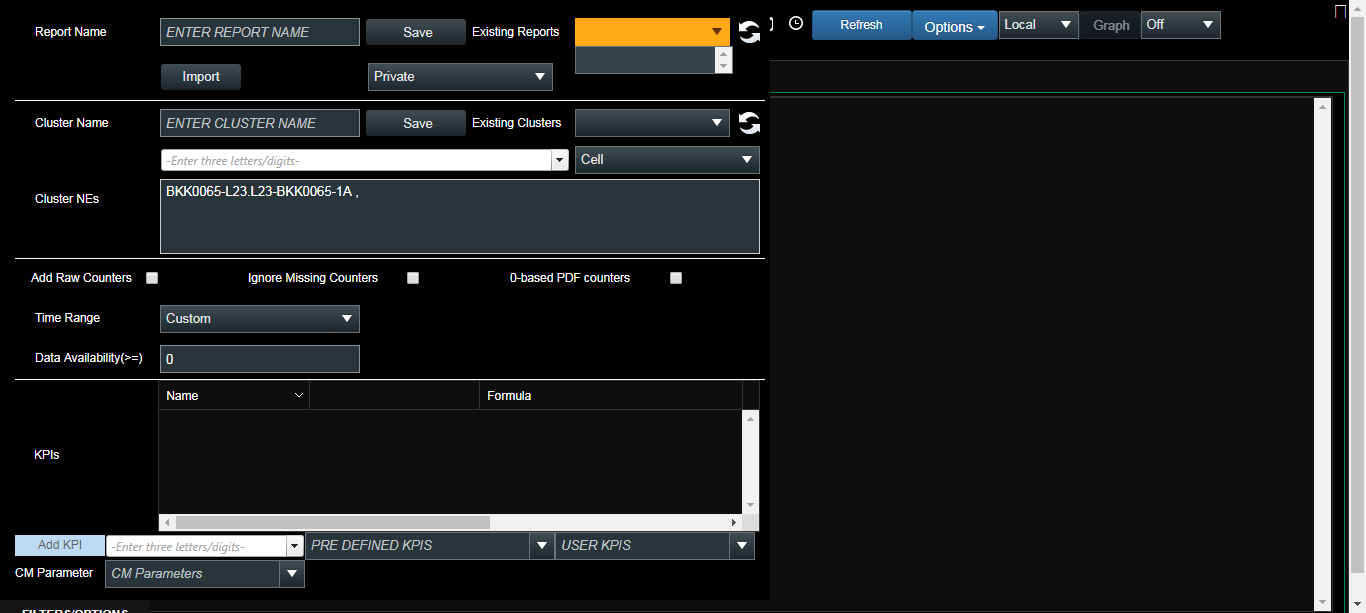 Report Name ENTER REPORT NAME Save Existing Reports Refresh Options Local Graph Off
Import Private
Cluster Name ENTER CLUSTER NAME Save Existing Clusters
-Enter three letters/digits- Cell
Cluster NEs BKK0065-L23.L23-BKK0065-1A ,
Add Raw Counters Ignore Missing Counters 0-based PDF counters
Time Range Custom
Data Availability(>=) 0
Name Formula
KPIs
Add KPI -Enter three letters/digits- PRE DEFINED KPIS USER KPIS
CM Parameter CM Parameters
FILTERS/OPTIONS